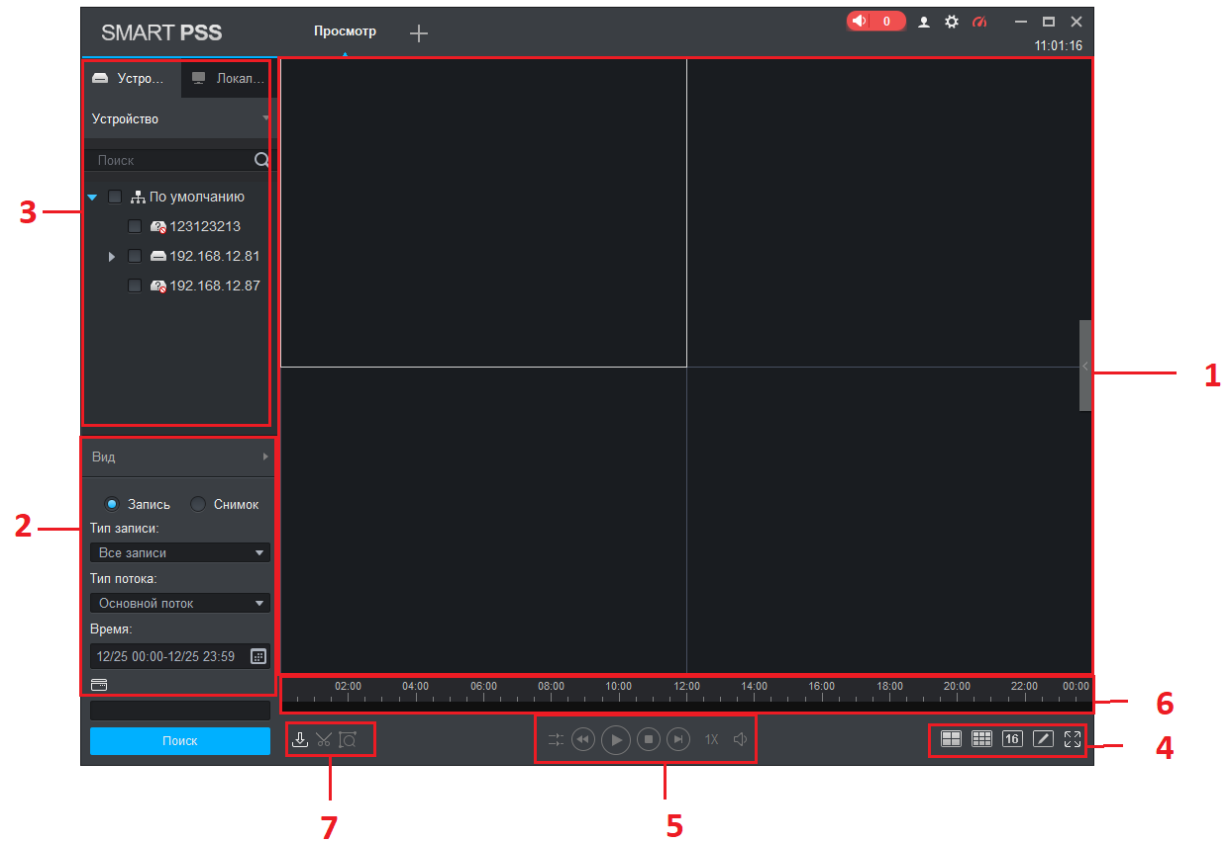 SMART PSS
Просмотр
0
11:01:16
Устро...
Локал...
Устройство
Поиск
По умолчанию
123123213
192.168.12.81
192.168.12.87
3
1
Вид
Запись Снимок
2
Тип записи:
Все записи
Тип потока:
Основной поток
Время:
12/25 00:00-12/25 23:59
02:00 04:00 06:00 08:00 10:00 12:00 14:00 16:00 18:00 20:00 22:00 00:00
6
Поиск
1X
16
4
7
5